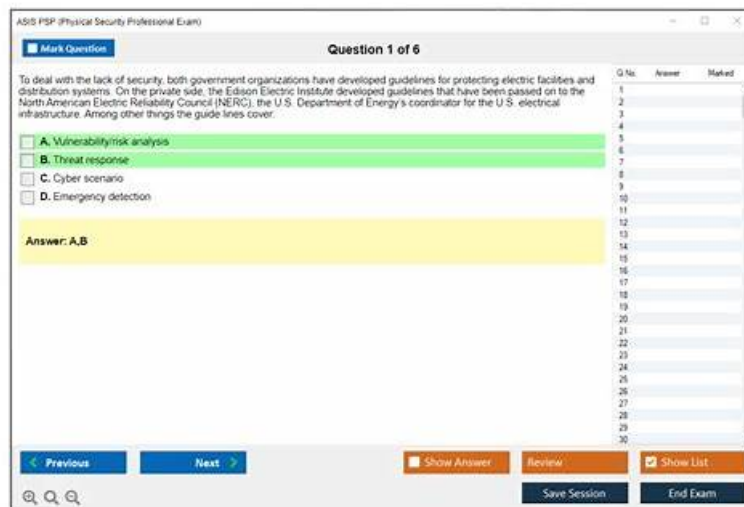 ASIS PSP (Physical Security Professional Exam)
Mark Question
Question 1 of 6
To deal with the lack of security, both government organizations have developed guidelines for protecting electric facilities and
distribution systems. On the private side, the Edison Electric Institute developed guidelines that have been passed on to the
North American Electric Reliability Council (NERC), the U.S. Department of Energy's coordinator for the U.S. electrical
infrastructure. Among other things the guide lines cover:
A. Vulnerability/risk analysis
B. Threat response
C. Cyber scenario
D. Emergency detection
Answer: A,B
Q.No. Answer Marked
1
2
3
4
5
6
7
8
9
10
11
12
13
14
15
16
17
18
19
20
21
22
23
24
25
26
27
28
29
30
Previous
Next
Show Answer
Review
Show List
Save Session
End Exam